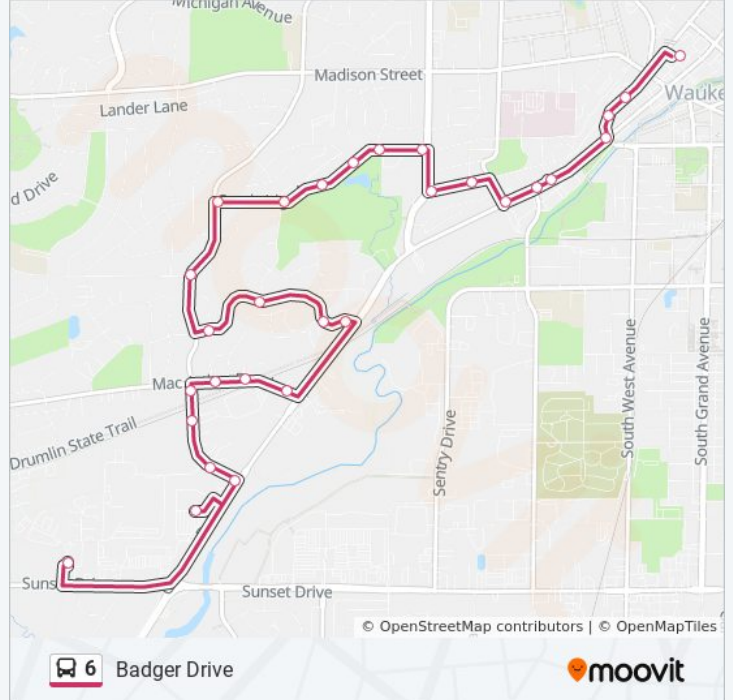 Michigan Avenue
Madison Street
Wauke
Lander Lane
d Drive
Mac
Drumlin State Trail
Sentry Drive
South West Avenue
South Grand Avenue
Sunset Drive
© OpenStreetMap contributors | © OpenMapTiles
6 Badger Drive
moovit